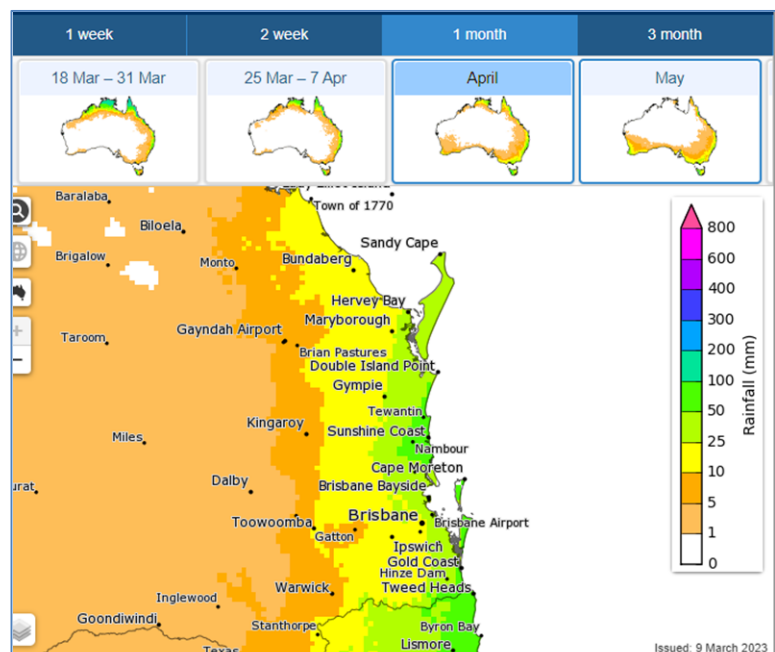 1 week
2 week
1 month
3 month
18 Mar – 31 Mar
25 Mar – 7 Apr
April
May
Town of 1770
Baralaba
Biloela
Sandy Cape
Brigalow
Monto
Bundaberg
Hervey Bay
Maryborough
Taroom
Gayndah Airport
Brian Pastures
Double Island Point
Gympie
Tewantin
Kingaroy
Sunshine Coast
Miles
Nambour
Cape Moreton
urat
Dalby
Brisbane Bayside
Brisbane
Toowoomba
Brisbane Airport
Gatton
Ipswich
Gold Coast
Hinze Dam
Warwick
Tweed Heads
Inglewood
Goondiwindi
Stanthorpe
Byron Bay
Texas
Lismore
800
600
400
300
200
100
50
25
10
5
1
0
Rainfall (mm)
Issued: 9 March 2023